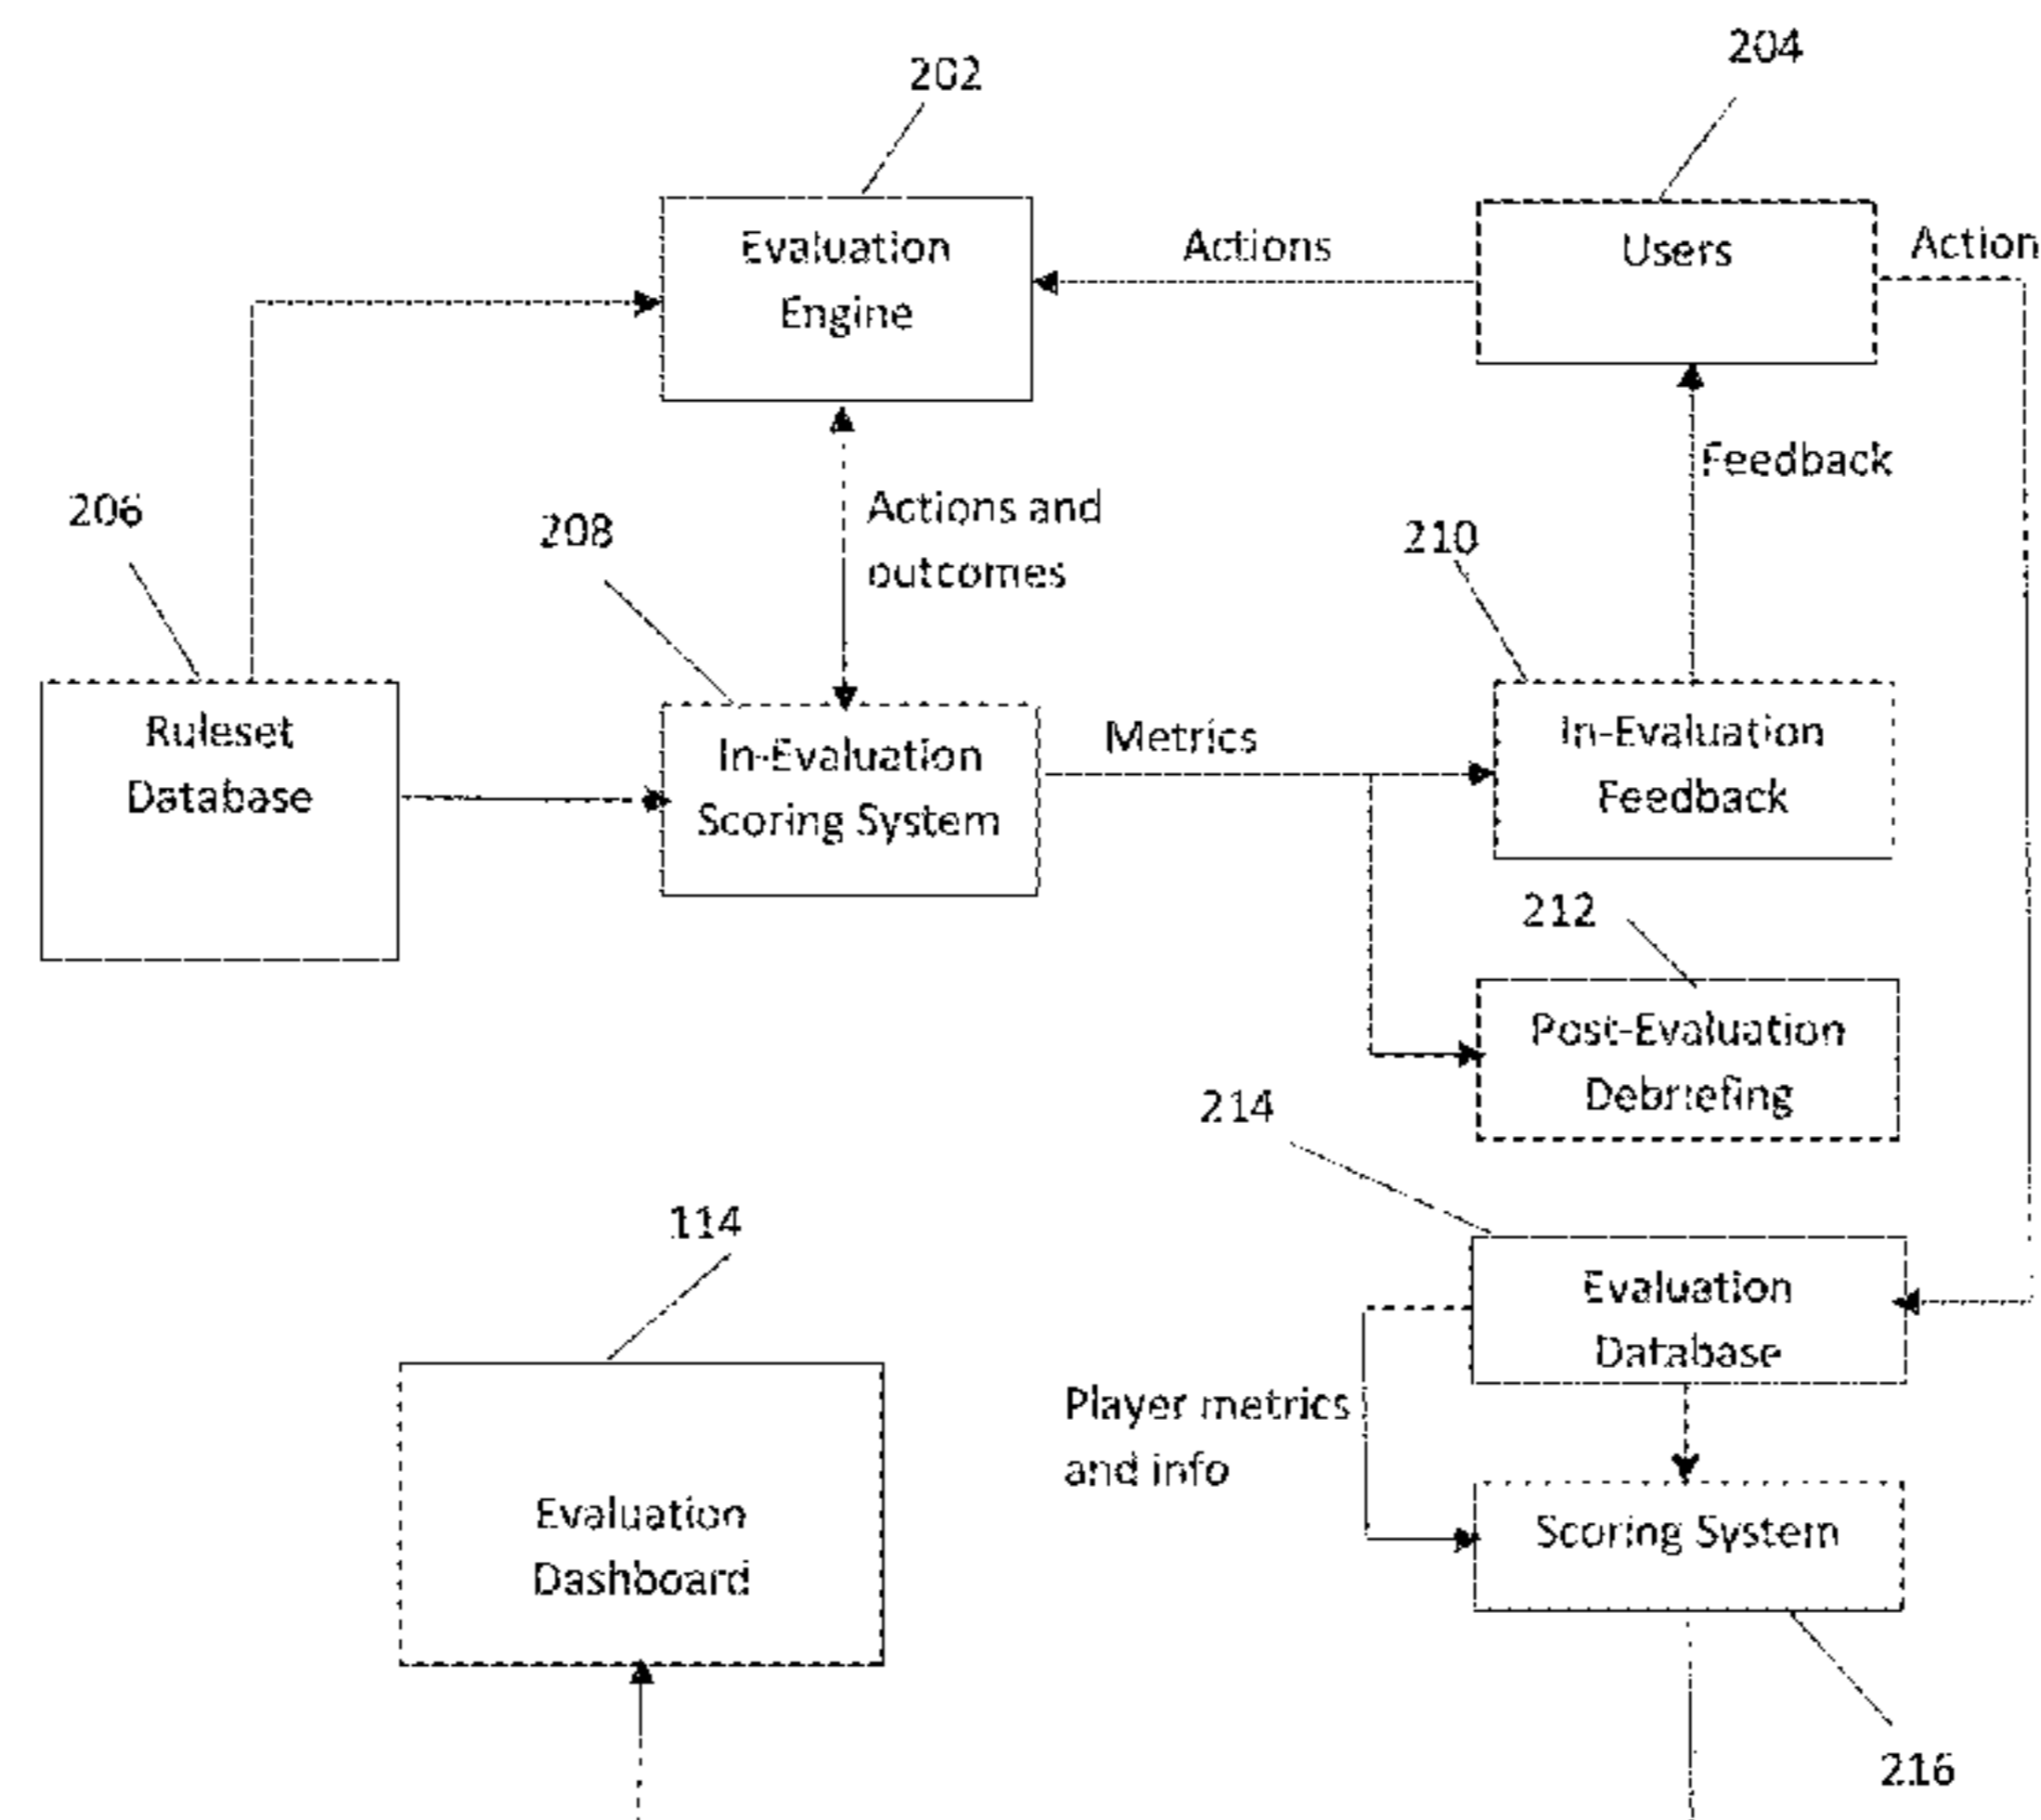 204
202
Evaluation
Engine
Actions
Users
Action
Feedback
206
208
Actions and
outcomes
210
Ruleset
Database
In-Evaluation
Scoring System
Metrics
In-Evaluation
Feedback
212
Post-Evaluation
Debriefing
214
114
Evaluation
Database
Player metrics
and info
Evaluation
Dashboard
Scoring System
216